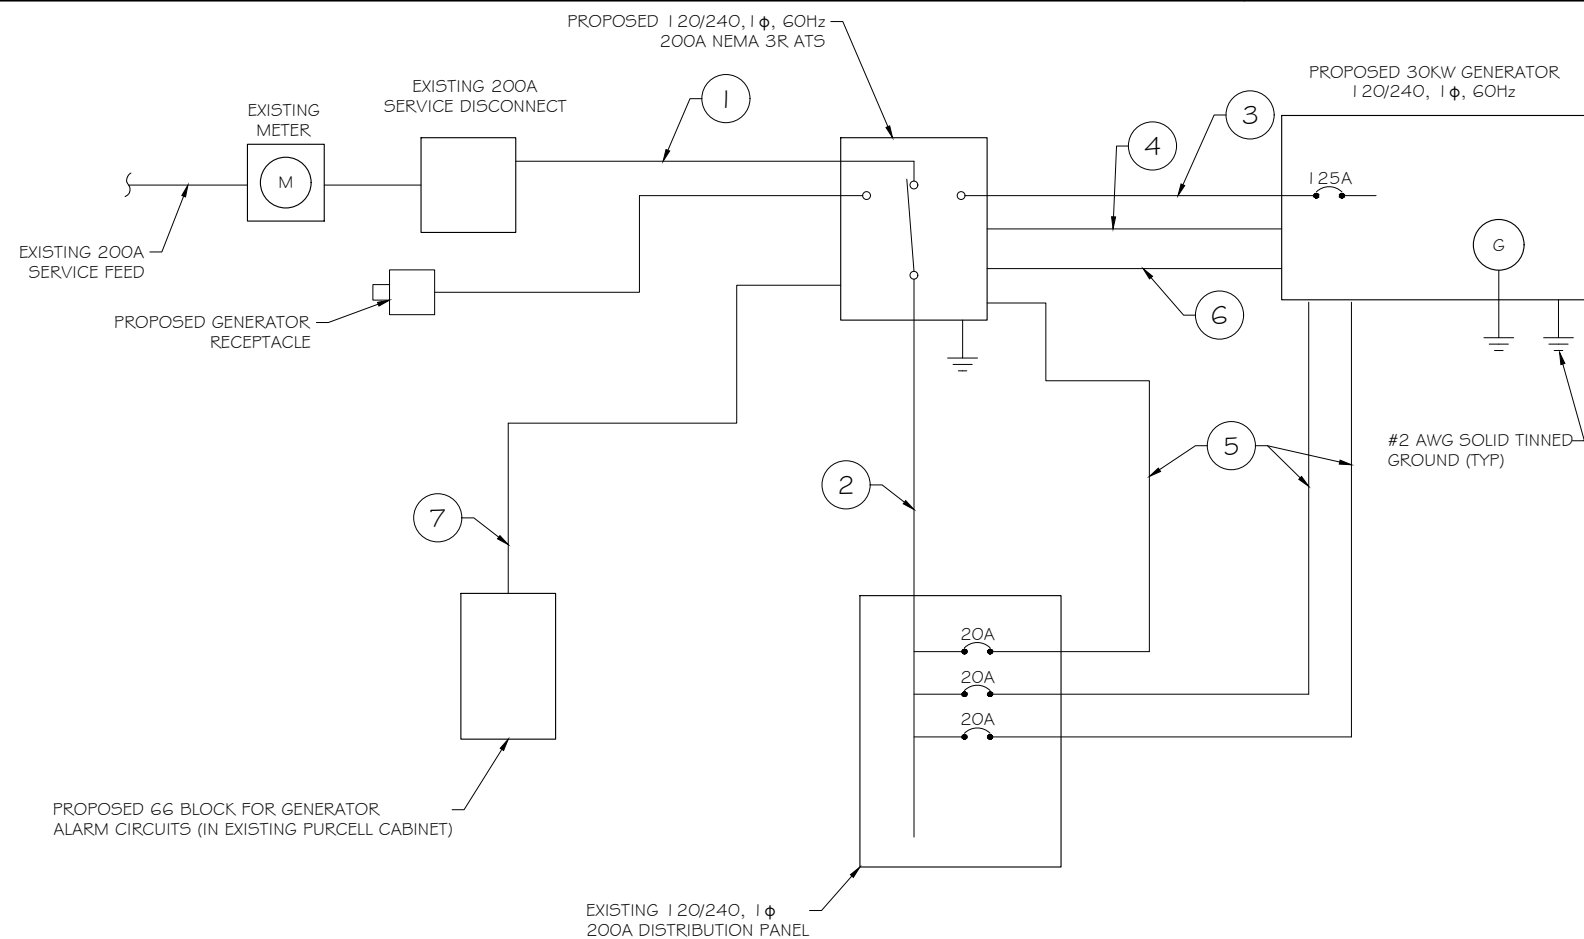 PROPOSED 120/240, 1ϕ, 60Hz
200A NEMA 3R ATS
EXISTING 200A
SERVICE DISCONNECT
1
PROPOSED 30KW GENERATOR
120/240, 1ϕ, 60Hz
EXISTING
METER
3
4
M
125A
EXISTING 200A
SERVICE FEED
G
6
PROPOSED GENERATOR
RECEPTACLE
5
#2 AWG SOLID TINNED
GROUND (TYP)
2
7
20A
20A
20A
PROPOSED 66 BLOCK FOR GENERATOR
ALARM CIRCUITS (IN EXISTING PURCELL CABINET)
EXISTING 120/240, 1ϕ
200A DISTRIBUTION PANEL